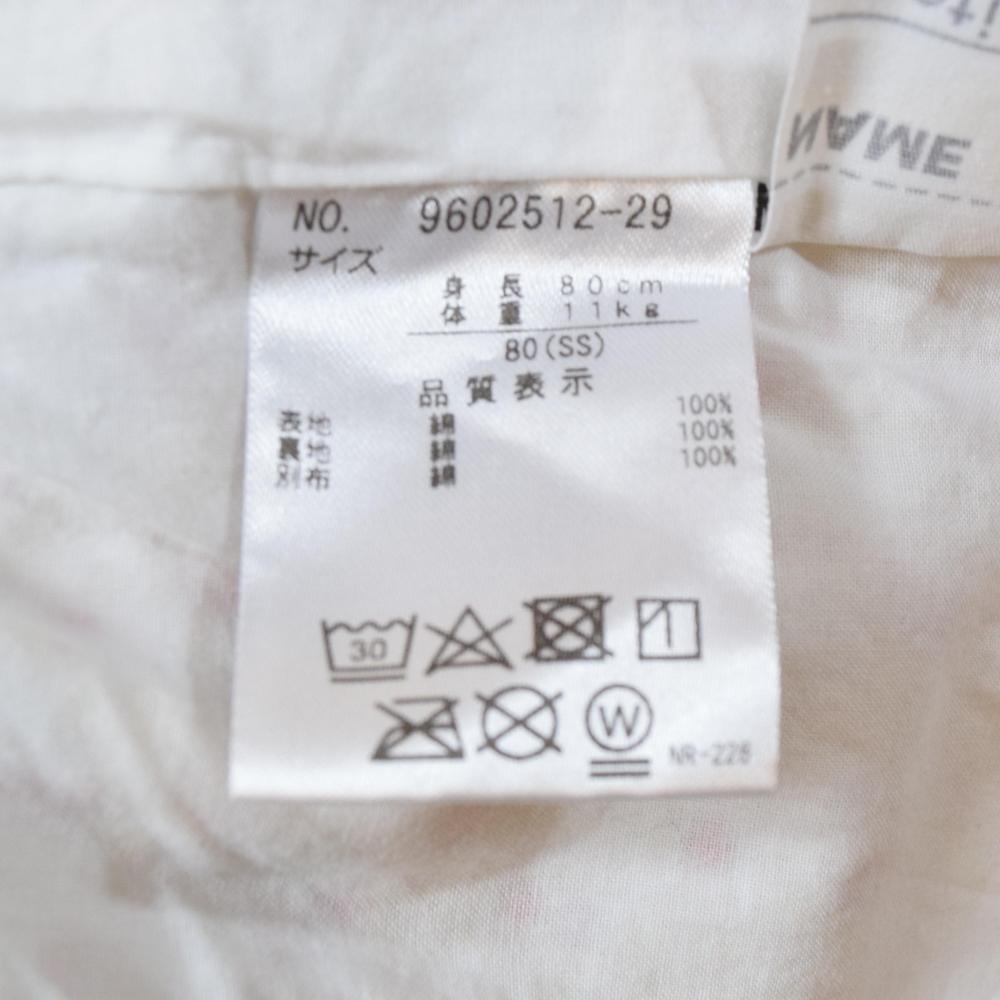 NO. 9602512-29
サイズ
身長 80cm
体重 11kg
80(SS)
品質表示
表地 綿 100%
裏地 綿 100%
別布 綿 100%
30
W
NR-228
NAME